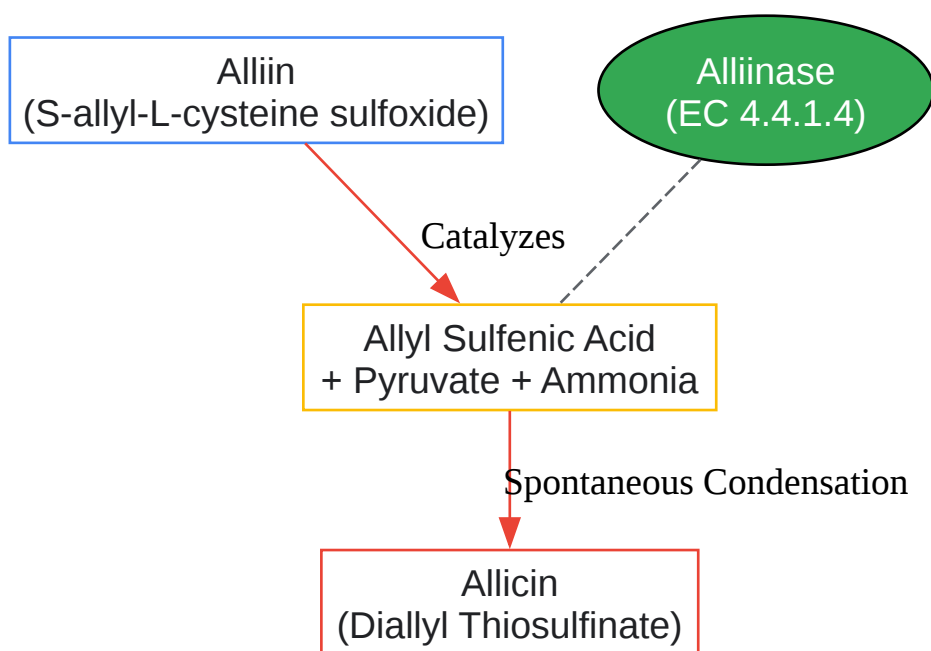 Alliin
(S-allyl-L-cysteine sulfoxide)
Alliinase
(EC 4.4.1.4)
Catalyzes
Allyl Sulfenic Acid
+ Pyruvate + Ammonia
Spontaneous Condensation
Allicin
(Diallyl Thiosulfinate)